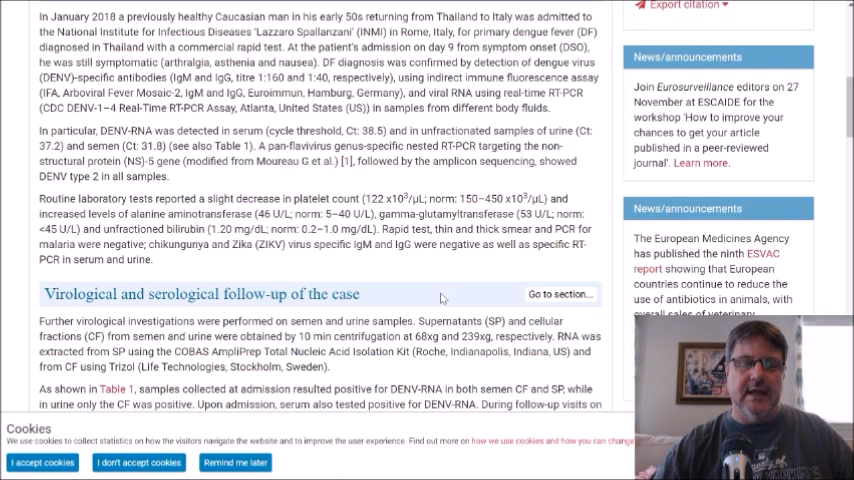 Export citation
In January 2018 a previously healthy Caucasian man in his early 50s returning from Thailand to Italy was admitted to
the National Institute for Infectious Diseases 'Lazzaro Spallanzani' (INMI) in Rome, Italy, for primary dengue fever (DF)
diagnosed in Thailand with a commercial rapid test. At the patient's admission on day 9 from symptom onset (DSO),
he was still symptomatic (arthralgia, asthenia and nausea). DF diagnosis was confirmed by detection of dengue virus
(DENV)-specific antibodies (IgM and IgG, titre 1:160 and 1:40, respectively), using indirect immune fluorescence assay
(IFA, Arboviral Fever Mosaic-2, IgM and IgG, Euroimmun, Hamburg, Germany), and viral RNA using real-time RT-PCR
(CDC DENV-1–4 Real-Time RT-PCR Assay, Atlanta, United States (US)) in samples from different body fluids.
In particular, DENV-RNA was detected in serum (cycle threshold, Ct: 38.5) and in unfractionated samples of urine (Ct:
37.2) and semen (Ct: 31.8) (see also Table 1). A pan-flavivirus genus-specific nested RT-PCR targeting the non-
structural protein (NS)-5 gene (modified from Moureau G et al.) [1], followed by the amplicon sequencing, showed
DENV type 2 in all samples.
Routine laboratory tests reported a slight decrease in platelet count (122 x10³/μL; norm: 150–450 x10³/μL) and
increased levels of alanine aminotransferase (46 U/L; norm: 5–40 U/L), gamma-glutamyltransferase (53 U/L; norm:
<45 U/L) and unfractioned bilirubin (1.20 mg/dL; norm: 0.2–1.0 mg/dL). Rapid test, thin and thick smear and PCR for
malaria were negative; chikungunya and Zika (ZIKV) virus specific IgM and IgG were negative as well as specific RT-
PCR in serum and urine.
Virological and serological follow-up of the case
Go to section...
Further virological investigations were performed on semen and urine samples. Supernatants (SP) and cellular
fractions (CF) from semen and urine were obtained by 10 min centrifugation at 68xg and 239xg, respectively. RNA was
extracted from SP using the COBAS AmpliPrep Total Nucleic Acid Isolation Kit (Roche, Indianapolis, Indiana, US) and
from CF using Trizol (Life Technologies, Stockholm, Sweden).
As shown in Table 1, samples collected at admission resulted positive for DENV-RNA in both semen CF and SP, while
in urine only the CF was positive. Upon admission, serum also tested positive for DENV-RNA. During follow-up visits on
News/announcements
Join Eurosurveillance editors on 27
November at ESCAIDE for the
workshop 'How to improve your
chances to get your article
published in a peer-reviewed
journal'. Learn more.
News/announcements
The European Medicines Agency
has published the ninth ESVAC
report showing that European
countries continue to reduce the
use of antibiotics in animals, with
overall sales of veterinary
Cookies
We use cookies to collect statistics on how the visitors navigate the website and to improve the user experience. Find out more on how we use cookies and how you can change
I accept cookies
I don't accept cookies
Remind me later